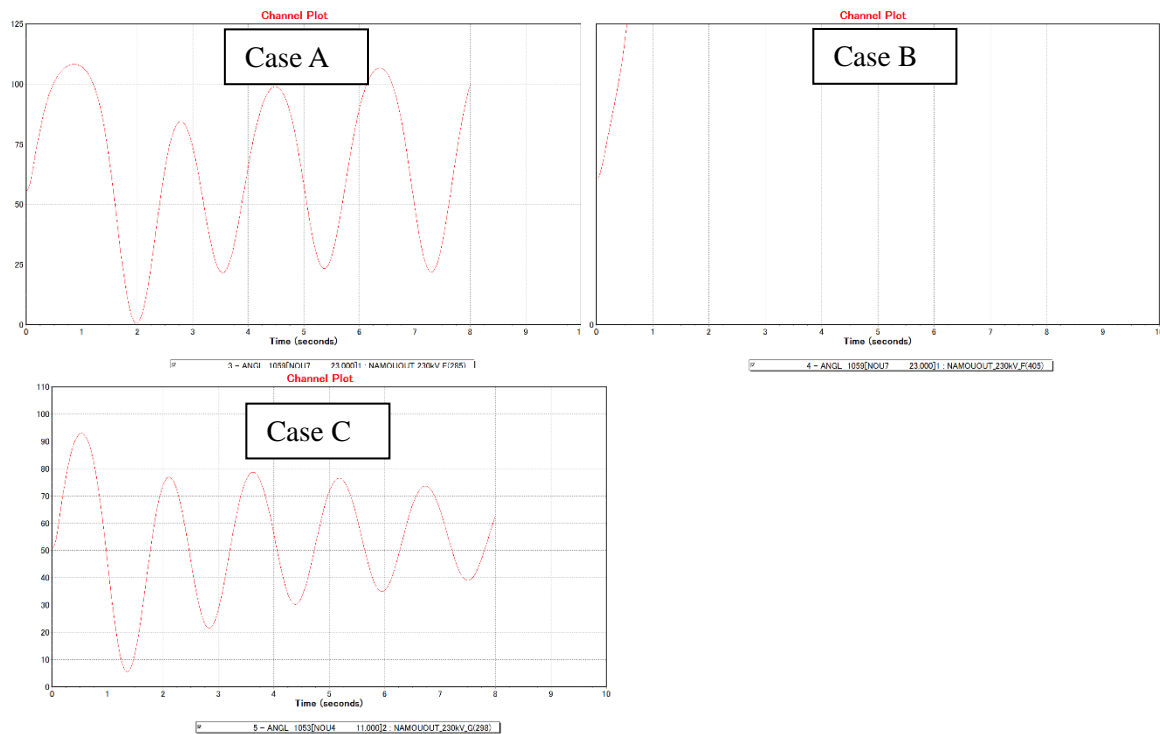 Channel Plot
Case A
125
100
75
50
25
0
0 1 2 3 4 5 6 7 8 9 1
Time (seconds)
3 - ANGL 1059[NOU7 23.000]1 : NAMOUOUT_230kV_F(285)
Channel Plot
Case B
0 1 2 3 4 5 6 7 8 9 10
Time (seconds)
4 - ANGL 1059[NOU7 23.000]1 : NAMOUOUT_230kV_F(405)
Channel Plot
Case C
110
100
90
80
70
60
50
40
30
20
10
0
0 1 2 3 4 5 6 7 8 9 10
Time (seconds)
5 - ANGL 1053[NOU4 11.000]2 : NAMOUOUT_230kV_G(298)